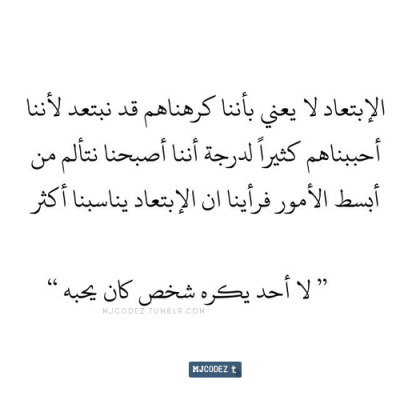 الإبتعاد لا يعني بأننا كرهناهم قد نبتعد لأننا
أحببناهم كثيراً لدرجة أننا أصبحنا نتألم من
أبسط الأمور فرأينا ان الإبتعاد يناسبنا أكثر
” لا أحد يكره شخص كان يحبه “
MJCODEZ.TUMBLR.COM
MJCODEZ t